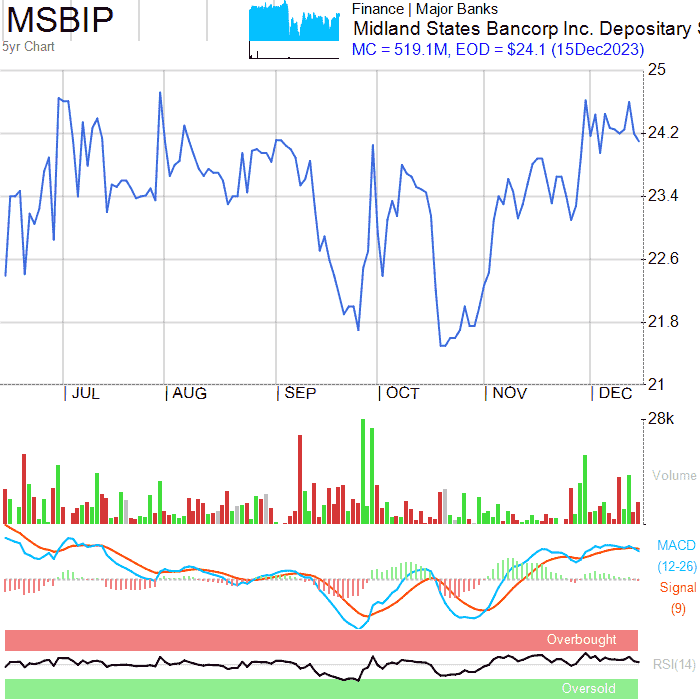 MSBIP
5yr Chart
Finance | Major Banks
Midland States Bancorp Inc. Depositary
MC = 519.1M, EOD = $24.1 (15Dec2023)
25
24.2
23.4
22.6
21.8
21
JUL
AUG
SEP
OCT
NOV
DEC
28k
Volume
MACD
(12-26)
Signal
(9)
Overbought
RSI(14)
Oversold